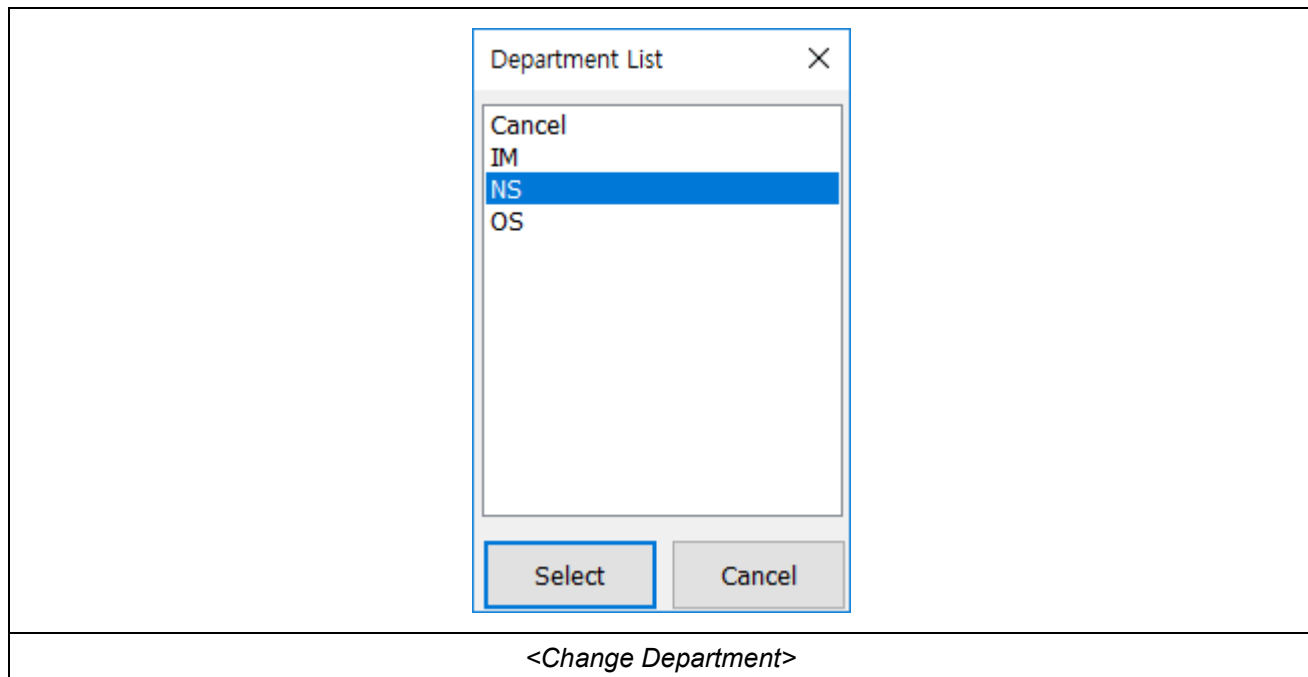 Department List
Cancel
IM
NS
OS
Select Cancel
<Change Department>